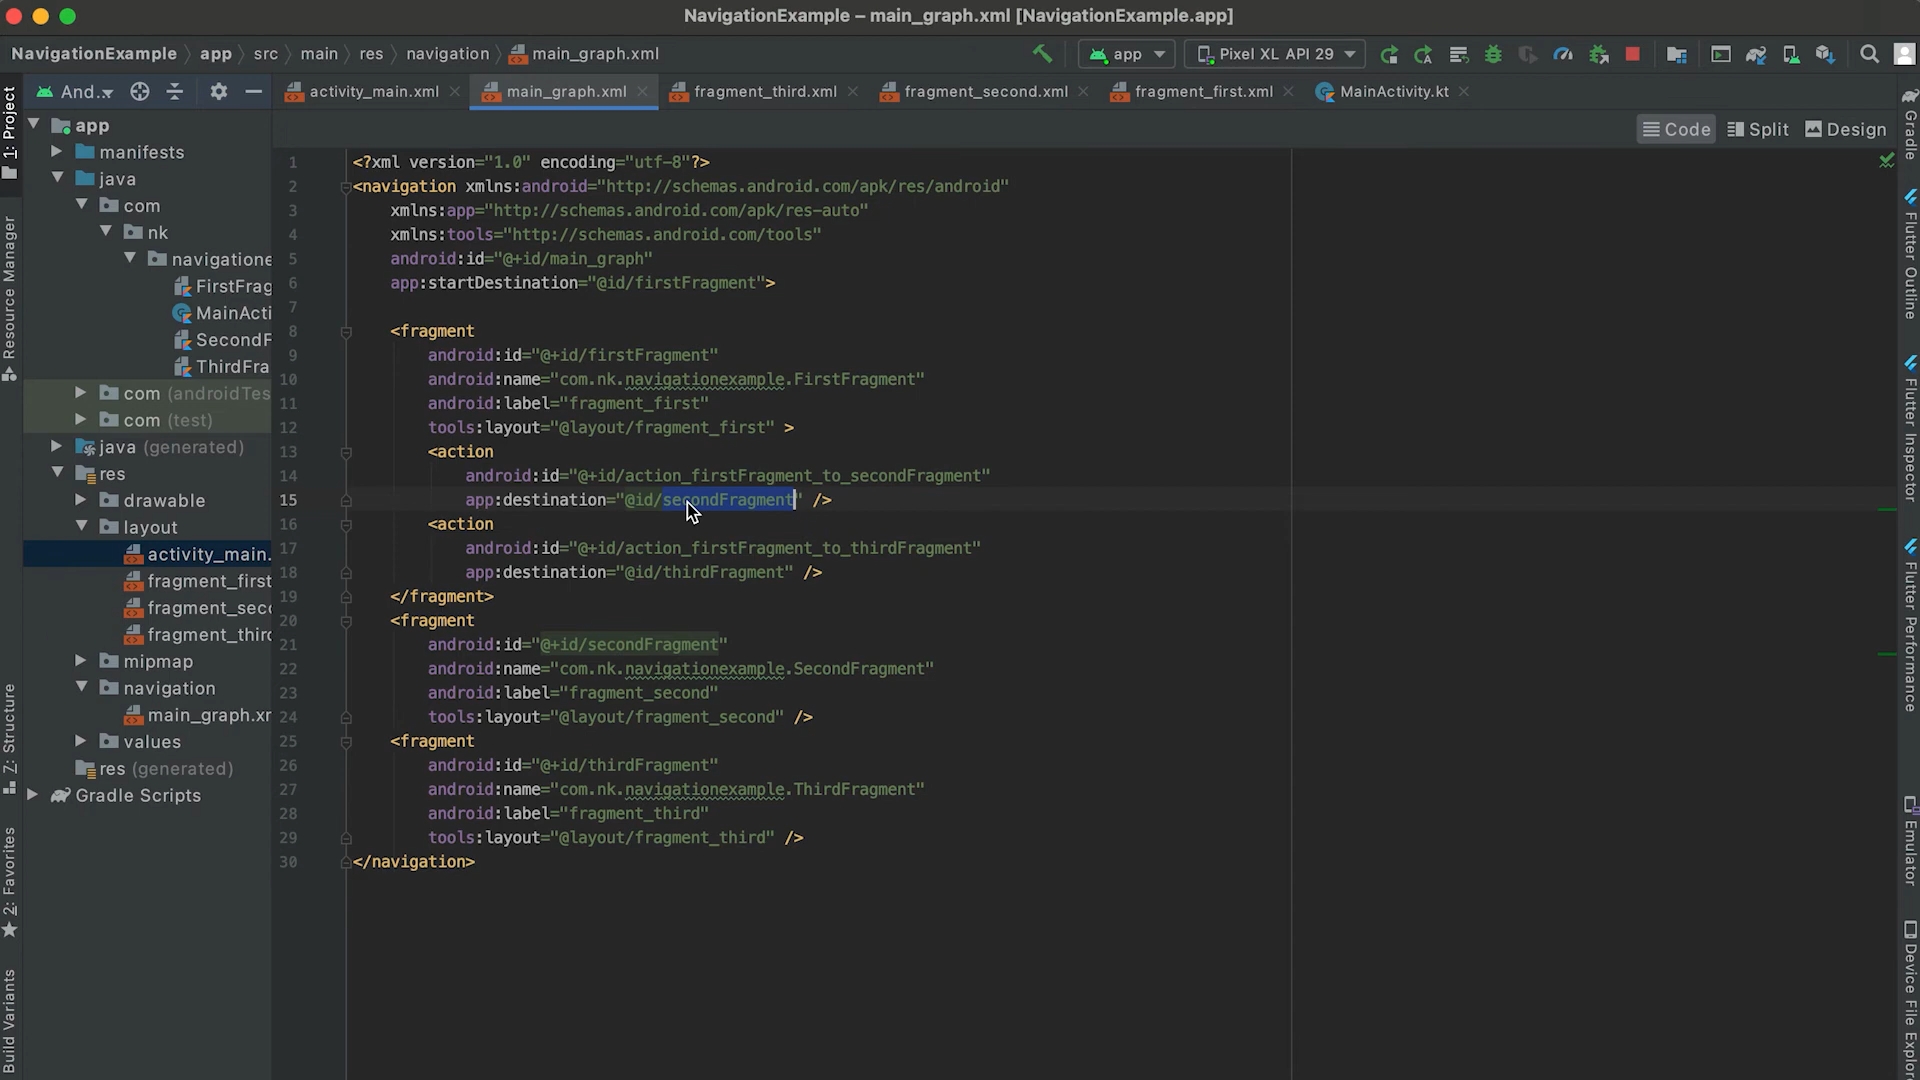 NavigationExample – main_graph.xml [NavigationExample.app]
NavigationExample app src main res navigation main_graph.xml
app Pixel XL API 29
And... activity_main.xml main_graph.xml fragment_third.xml fragment_second.xml fragment_first.xml MainActivity.kt
Code Split Design
1: Project
Resource Manager
Z: Structure
2: Favorites
Build Variants
app
manifests
java
com
nk
navigatione
FirstFrag
MainActi
SecondF
ThirdFra
com (androidTes
com (test)
java (generated)
res
drawable
layout
activity_main.
fragment_first
fragment_seco
fragment_third
mipmap
navigation
main_graph.xm
values
res (generated)
Gradle Scripts
1 <?xml version="1.0" encoding="utf-8"?>
2 <navigation xmlns:android="http://schemas.android.com/apk/res/android"
3 xmlns:app="http://schemas.android.com/apk/res-auto"
4 xmlns:tools="http://schemas.android.com/tools"
5 android:id="@+id/main_graph"
6 app:startDestination="@id/firstFragment">
7
8 <fragment
9 android:id="@+id/firstFragment"
10 android:name="com.nk.navigationexample.FirstFragment"
11 android:label="fragment_first"
12 tools:layout="@layout/fragment_first" >
13 <action
14 android:id="@+id/action_firstFragment_to_secondFragment"
15 app:destination="@id/secondFragment" />
16 <action
17 android:id="@+id/action_firstFragment_to_thirdFragment"
18 app:destination="@id/thirdFragment" />
19 </fragment>
20 <fragment
21 android:id="@+id/secondFragment"
22 android:name="com.nk.navigationexample.SecondFragment"
23 android:label="fragment_second"
24 tools:layout="@layout/fragment_second" />
25 <fragment
26 android:id="@+id/thirdFragment"
27 android:name="com.nk.navigationexample.ThirdFragment"
28 android:label="fragment_third"
29 tools:layout="@layout/fragment_third" />
30 </navigation>
Gradle
Flutter Outline
Flutter Inspector
Flutter Performance
Emulator
Device File Explor